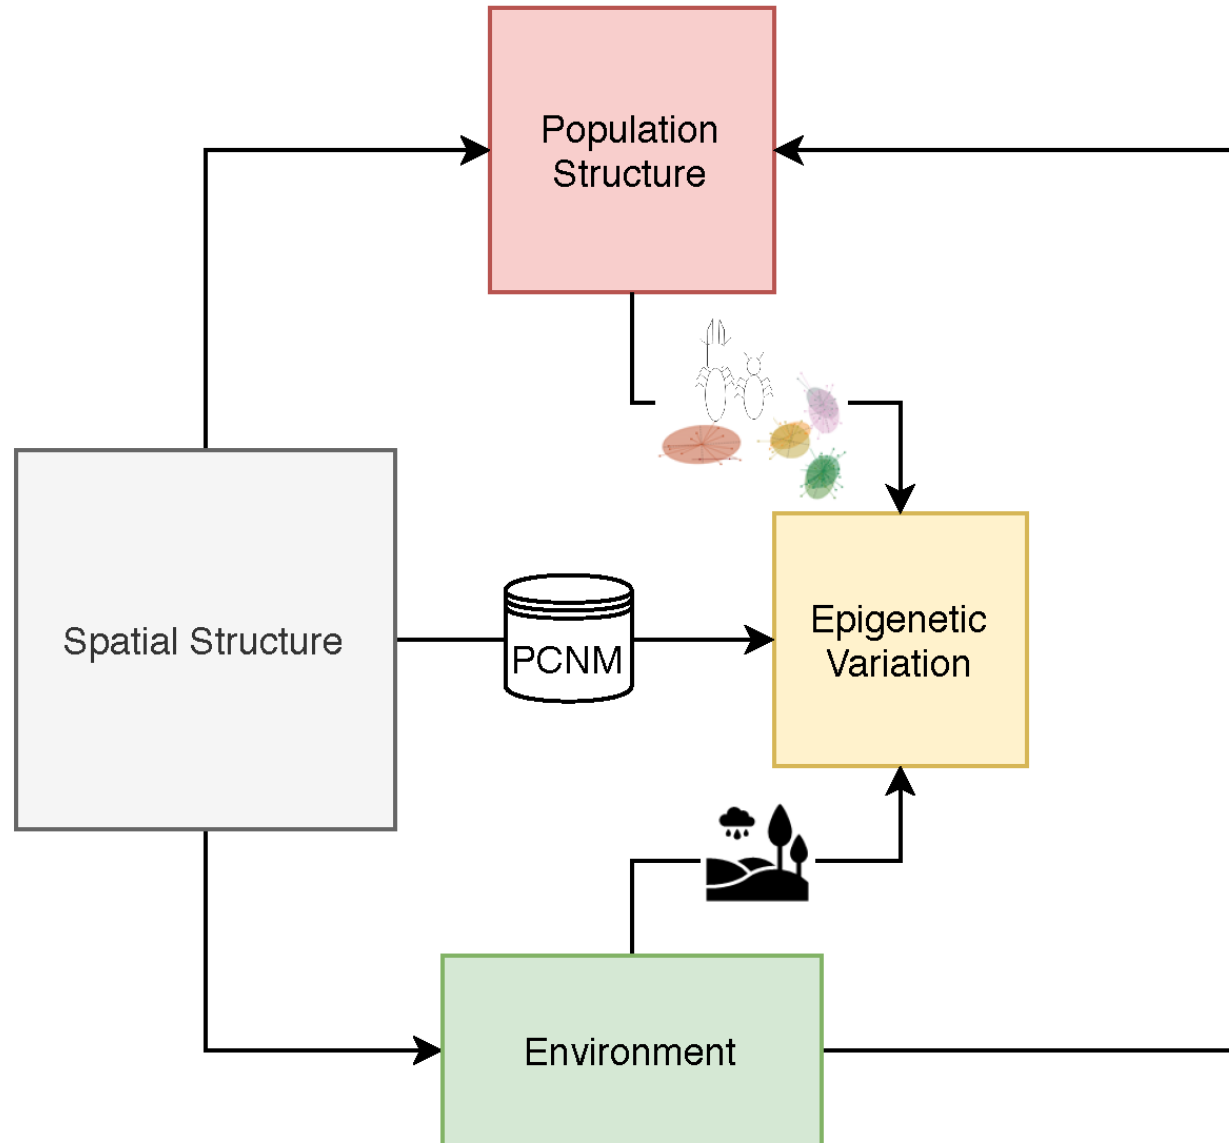 Population
Structure
Spatial Structure
PCNM
Epigenetic
Variation
Environment